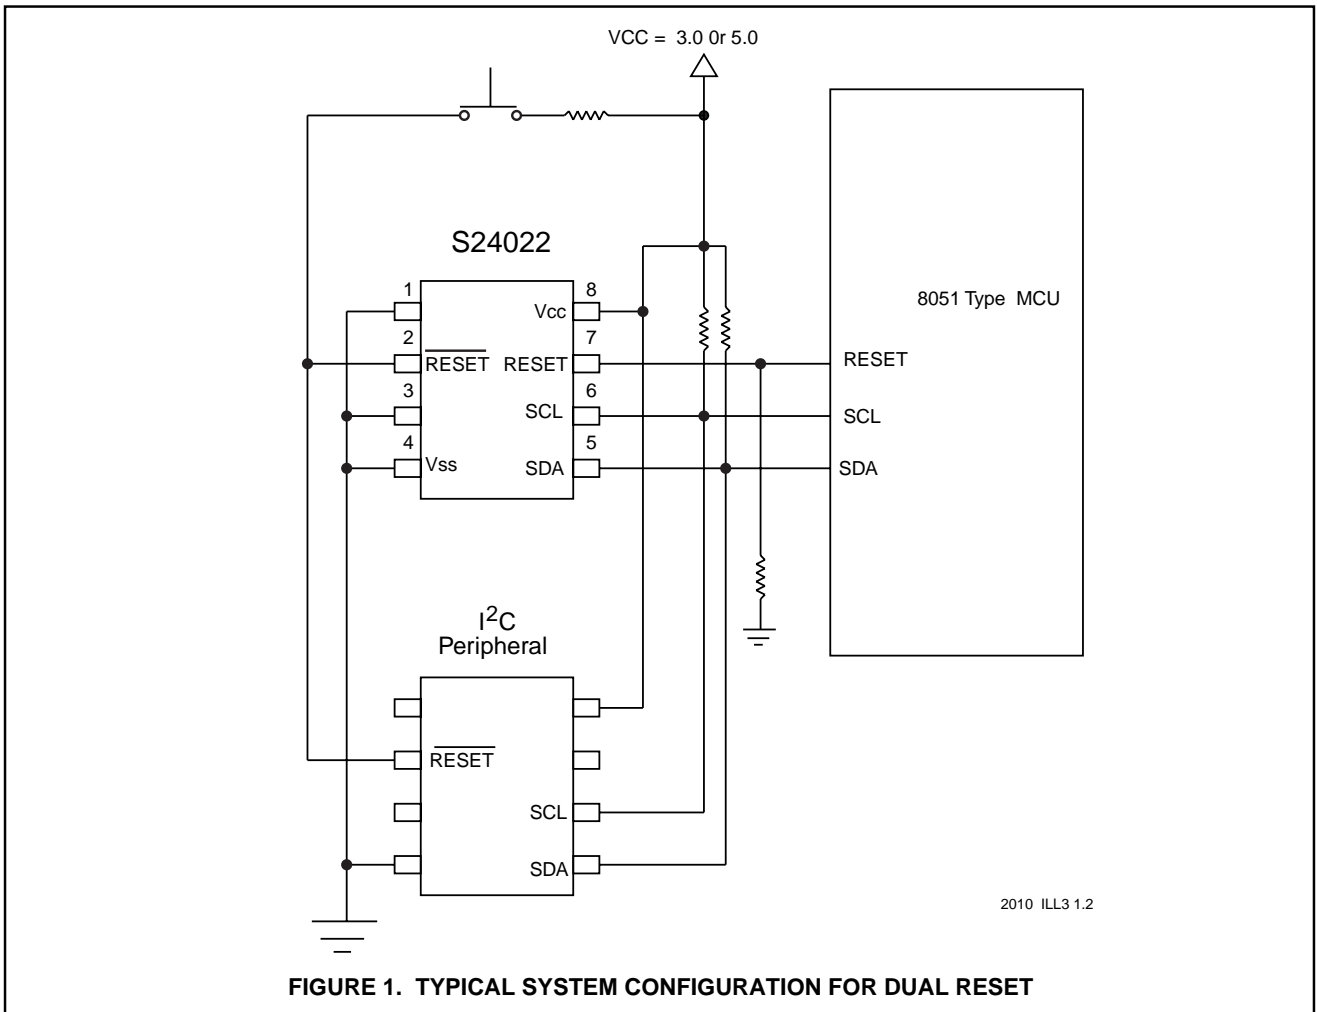 VCC = 3.0 0r 5.0
S24022
1
8
Vcc
2
7
RESET
RESET
3
6
SCL
4
5
Vss
SDA
8051 Type MCU
RESET
SCL
SDA
I²C
Peripheral
RESET
SCL
SDA
2010 ILL3 1.2
FIGURE 1. TYPICAL SYSTEM CONFIGURATION FOR DUAL RESET